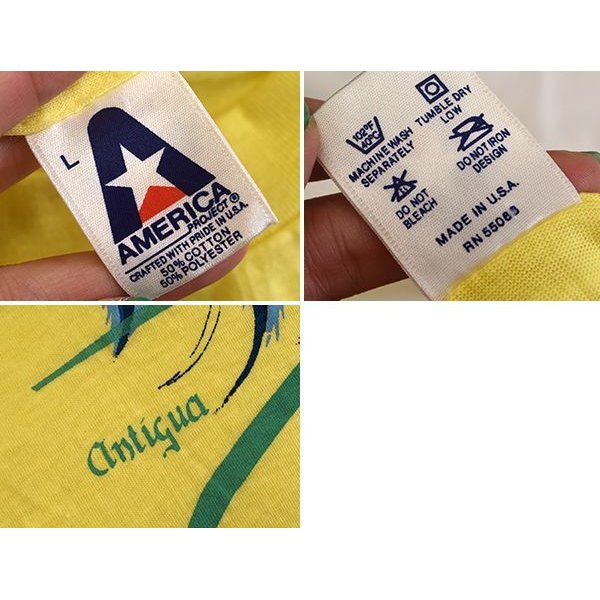 L
A
AMERICA®
PROJECT
CRAFTED WITH PRIDE IN U.S.A.
50% COTTON
50% POLYESTER
102°F
40°C
MACHINE WASH
SEPARATELY
TUMBLE DRY
LOW
DO NOT
BLEACH
DO NOT IRON
DESIGN
MADE IN U.S.A.
RN 55083
Antigua